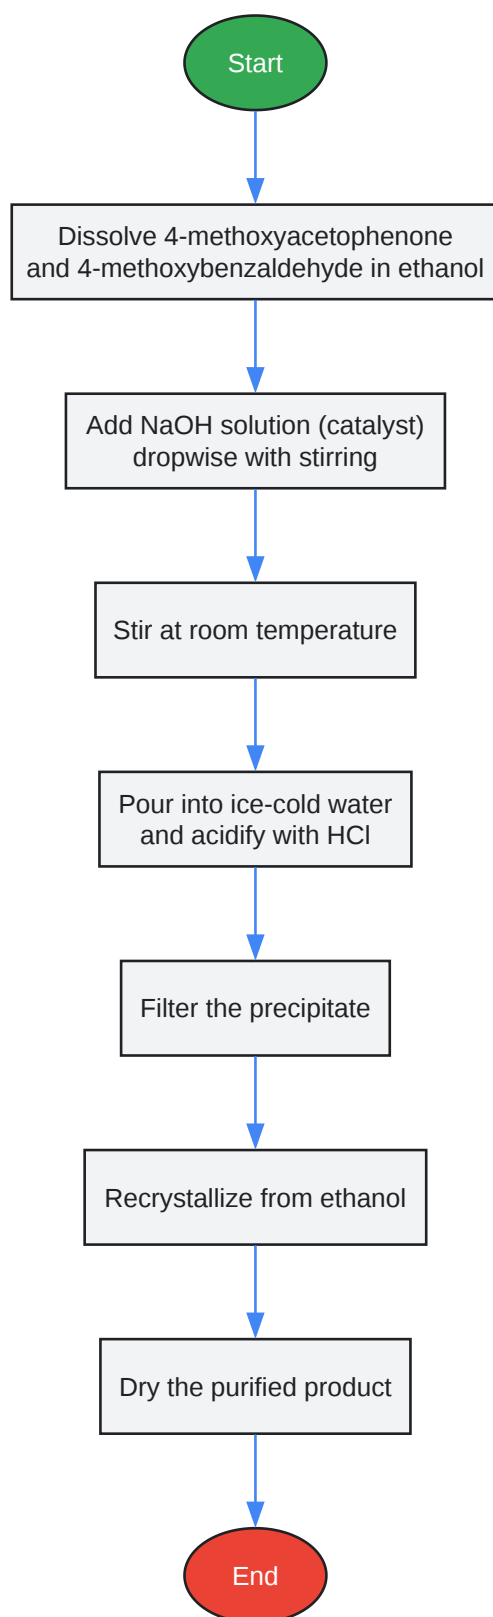 Start
Dissolve 4-methoxyacetophenone
and 4-methoxybenzaldehyde in ethanol
Add NaOH solution (catalyst)
dropwise with stirring
Stir at room temperature
Pour into ice-cold water
and acidify with HCl
Filter the precipitate
Recrystallize from ethanol
Dry the purified product
End